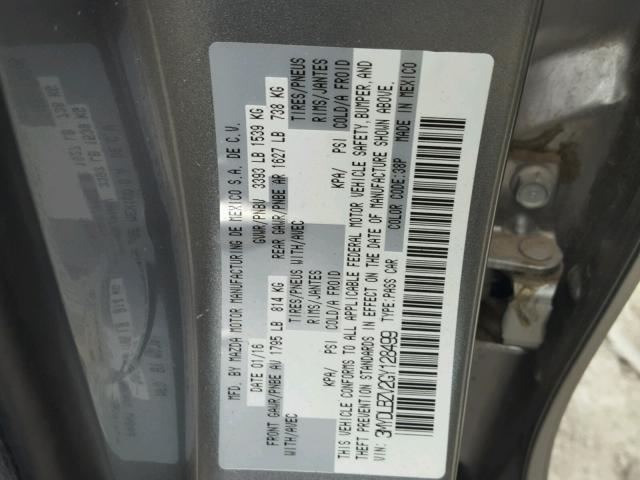 MFD. BY MAZDA MOTOR MANUFACTURING DE MEXICO S.A. DE C.V.
DATE 01/16 GVWR/PNBV 3393 LB 1539 KG
FRONT GAWR/PNBE AV 1795 LB 814 KG REAR GAWR/PNBE AR 1627 LB 738 KG
WITH/AVEC TIRES/PNEUS WITH/AVEC TIRES/PNEUS
RIMS/JANTES RIMS/JANTES
KPA/ PSI COLD/A FROID KPA/ PSI COLD/A FROID
THIS VEHICLE CONFORMS TO ALL APPLICABLE FEDERAL MOTOR VEHICLE SAFETY, BUMPER, AND
THEFT PREVENTION STANDARDS IN EFFECT ON THE DATE OF MANUFACTURE SHOWN ABOVE.
VIN: 3MYDLBZV2GY128499 TYPE:PASS CAR COLOR CODE:38P MADE IN MEXICO